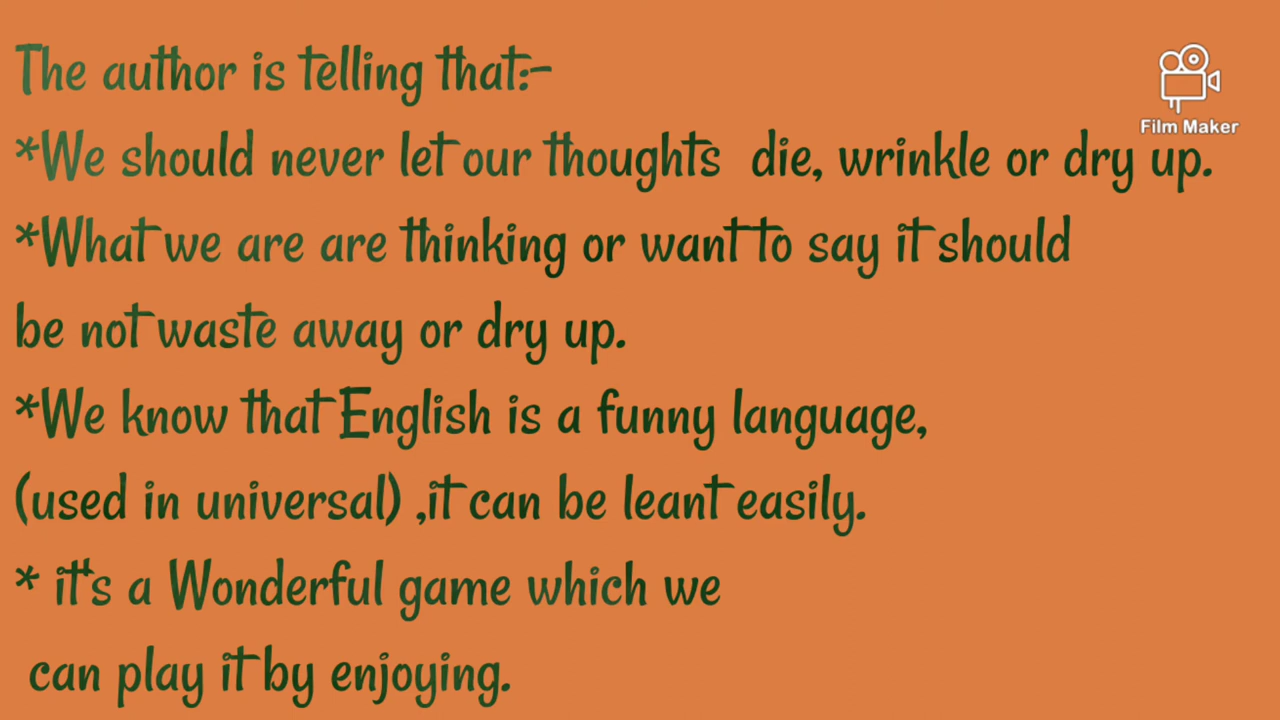 The author is telling that:-
Film Maker
*We should never let our thoughts die, wrinkle or dry up.
*What we are are thinking or want to say it should
be not waste away or dry up.
*We know that English is a funny language,
(used in universal) ,it can be leant easily.
* it's a Wonderful game which we
can play it by enjoying.